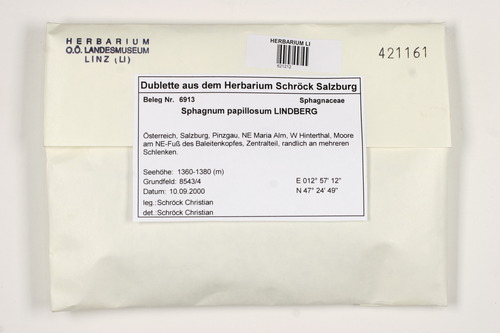 HERBARIUM
O.Ö. LANDESMUSEUM
LINZ (LI)
HERBARIUM LI
421161
Dublette aus dem Herbarium Schröck Salzburg
Beleg Nr. 6913 Sphagnaceae
Sphagnum papillosum LINDBERG
Österreich, Salzburg, Pinzgau, NE Maria Alm, W Hinterthal, Moore
am NE-Fuß des Baleitenkopfes, Zentralteil, randlich an mehreren
Schlenken.
Seehöhe: 1360-1380 (m)
Grundfeld: 8543/4 E 012° 57' 12"
Datum: 10.09.2000 N 47° 24' 49"
leg.:Schröck Christian
det.:Schröck Christian